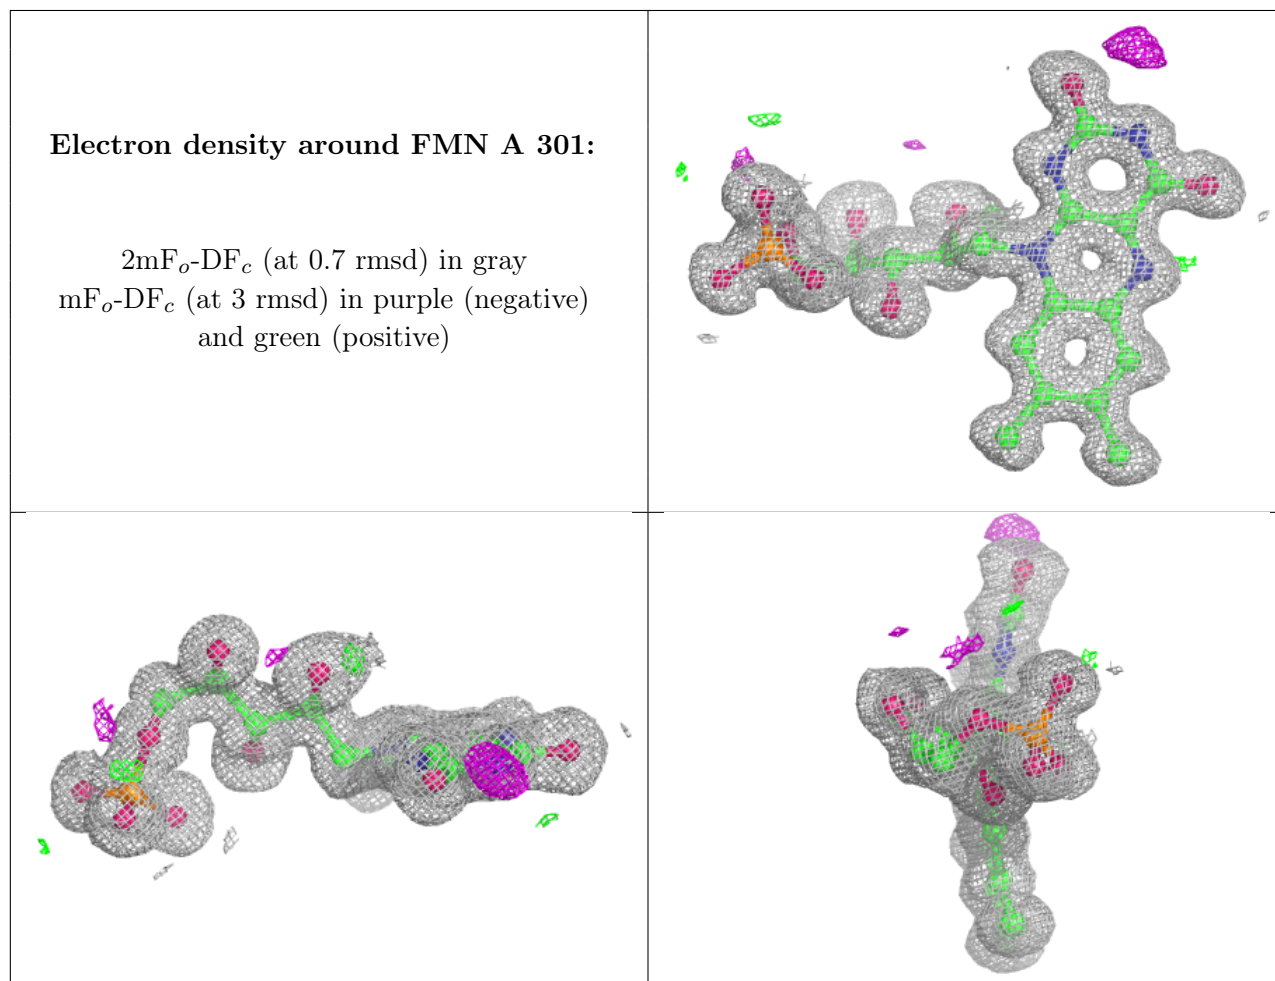 Electron density around FMN A 301:
2mFo-DFc (at 0.7 rmsd) in gray
mFo-DFc (at 3 rmsd) in purple (negative)
and green (positive)